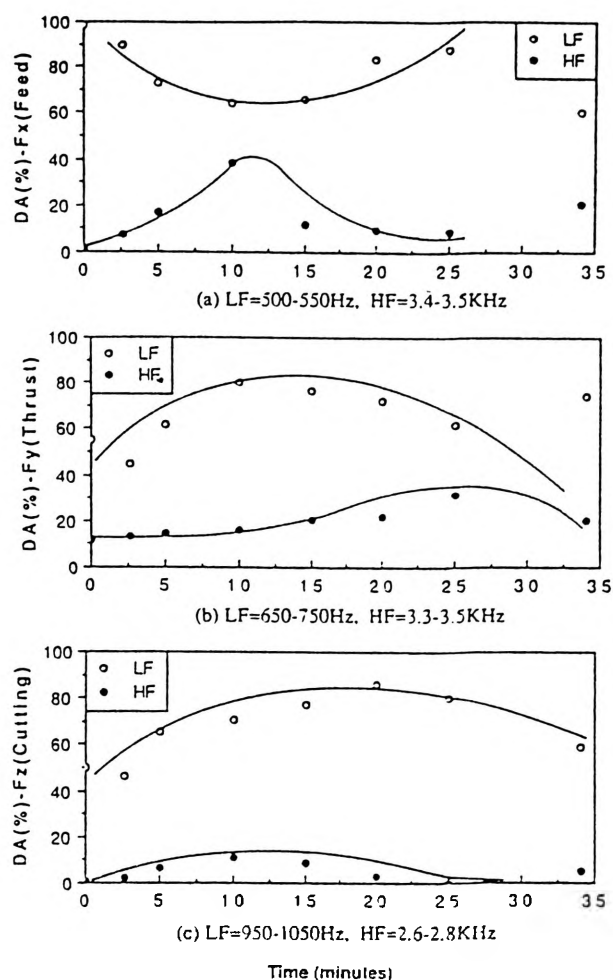 100
80
60
40
20
0
DA(%)-Fx(Feed)
LF
HF
0 5 10 15 20 25 30 35
(a) LF=500-550Hz, HF=3.4-3.5KHz
100
80
60
40
20
0
DA(%)-Fy(Thrust)
LF
HF
0 5 10 15 20 25 30 35
(b) LF=650-750Hz, HF=3.3-3.5KHz
100
80
60
40
20
0
DA(%)-Fz(Cutting)
LF
HF
0 5 10 15 20 25 30 35
(c) LF=950-1050Hz, HF=2.6-2.8KHz
Time (minutes)